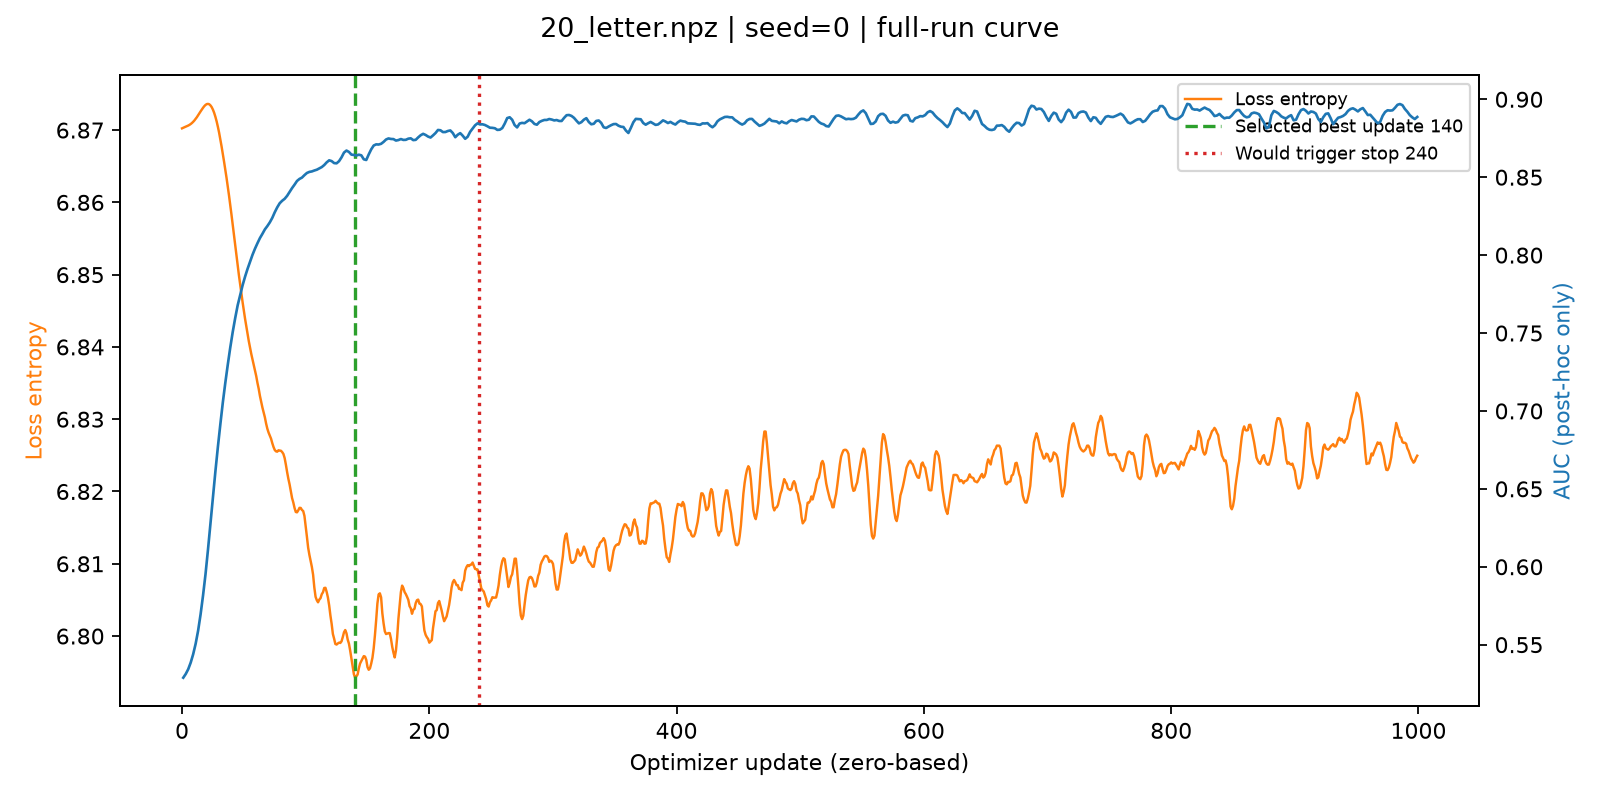 20_letter.npz | seed=0 | full-run curve
Loss entropy
Selected best update 140
Would trigger stop 240
6.87
6.86
6.85
6.84
6.83
6.82
6.81
6.80
Loss entropy
0.90
0.85
0.80
0.75
0.70
0.65
0.60
0.55
AUC (post-hoc only)
0 200 400 600 800 1000
Optimizer update (zero-based)